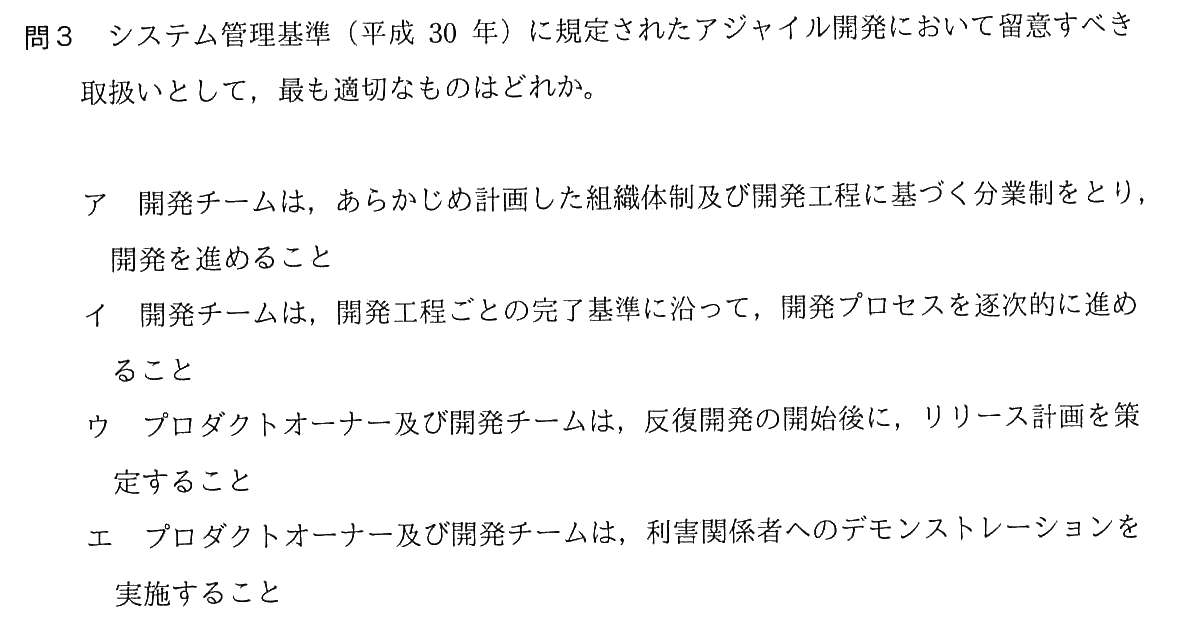 問3 システム管理基準（平成 30 年）に規定されたアジャイル開発において留意すべき
取扱いとして，最も適切なものはどれか。
ア 開発チームは，あらかじめ計画した組織体制及び開発工程に基づく分業制をとり，
開発を進めること
イ 開発チームは，開発工程ごとの完了基準に沿って，開発プロセスを逐次的に進め
ること
ウ プロダクトオーナー及び開発チームは，反復開発の開始後に，リリース計画を策
定すること
エ プロダクトオーナー及び開発チームは，利害関係者へのデモンストレーションを
実施すること